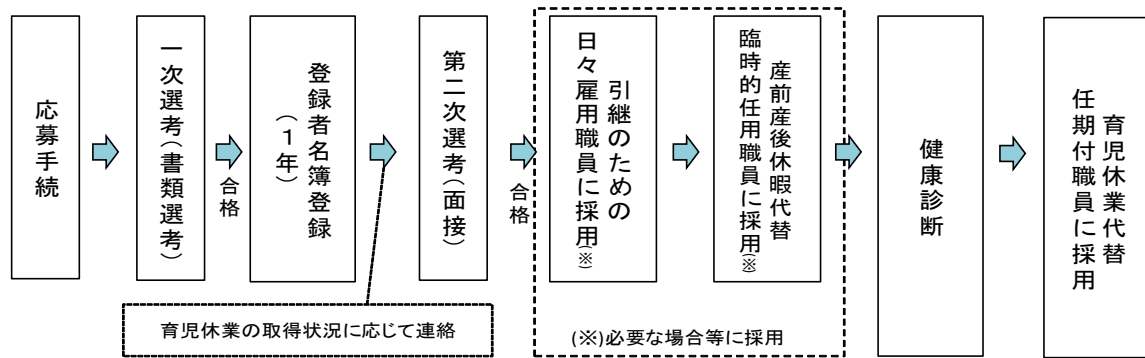 応募手続
一次選考(書類選考)
合格
登録者名簿登録
(1年)
育児休業の取得状況に応じて連絡
第二次選考(面接)
合格
引継のための
日々雇用職員に採用(※)
産前産後休暇代替
臨時的任用職員に採用(※)
(※)必要な場合等に採用
健康診断
育児休業代替
任期付職員に採用